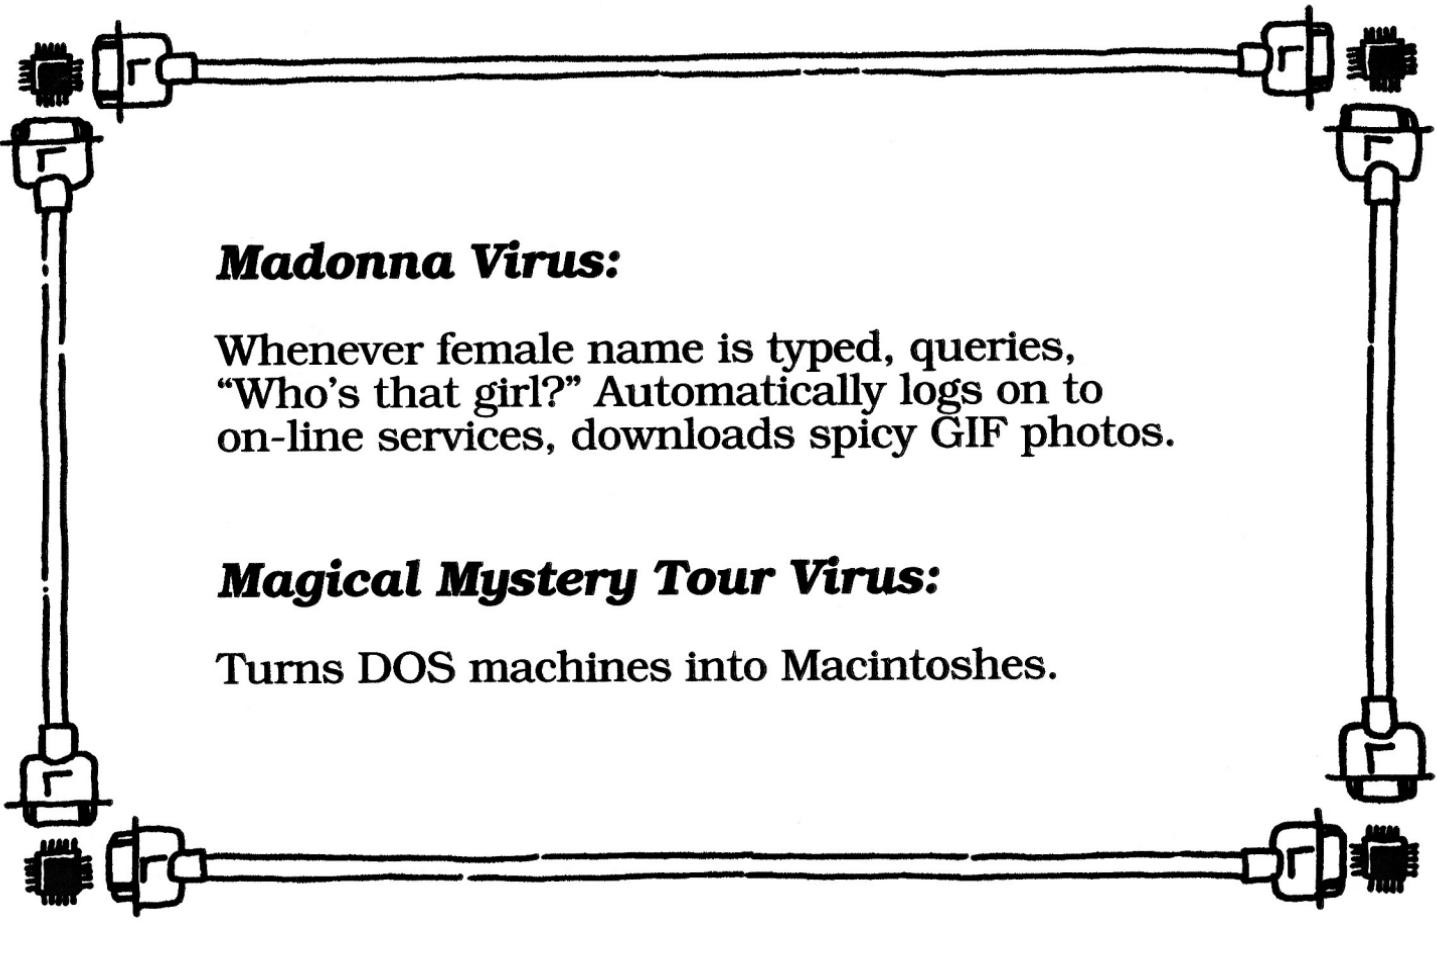 Madonna Virus:
Whenever female name is typed, queries,
“Who’s that girl?” Automatically logs on to
on-line services, downloads spicy GIF photos.
Magical Mystery Tour Virus:
Turns DOS machines into Macintoshes.